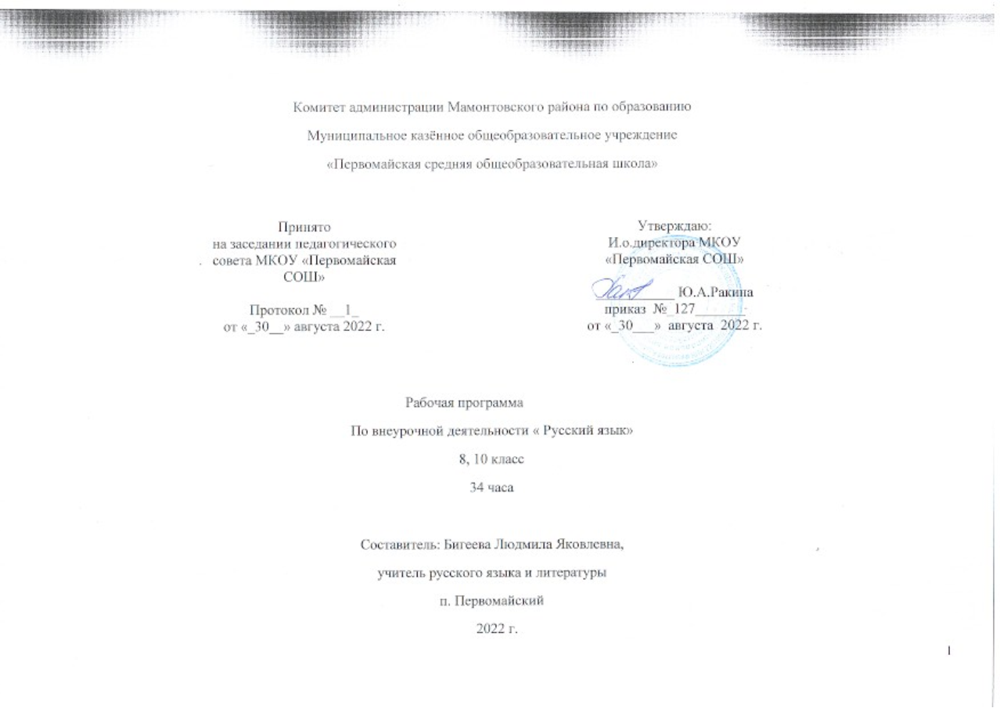 Комитет администрации Мамонтовского района по образованию
Муниципальное казённое общеобразовательное учреждение
«Первомайская средняя общеобразовательная школа»
Принято
на заседании педагогического
совета МКОУ «Первомайская
СОШ»
Протокол № __1_
от «_30__» августа 2022 г.
Утверждаю:
И.о.директора МКОУ
«Первомайская СОШ»
___________ Ю.А.Ракина
приказ №_127_______
от «_30___» августа 2022 г.
Рабочая программа
По внеурочной деятельности « Русский язык»
8, 10 класс
34 часа
Составитель: Бигеева Людмила Яковлевна,
учитель русского языка и литературы
п. Первомайский
2022 г.
1